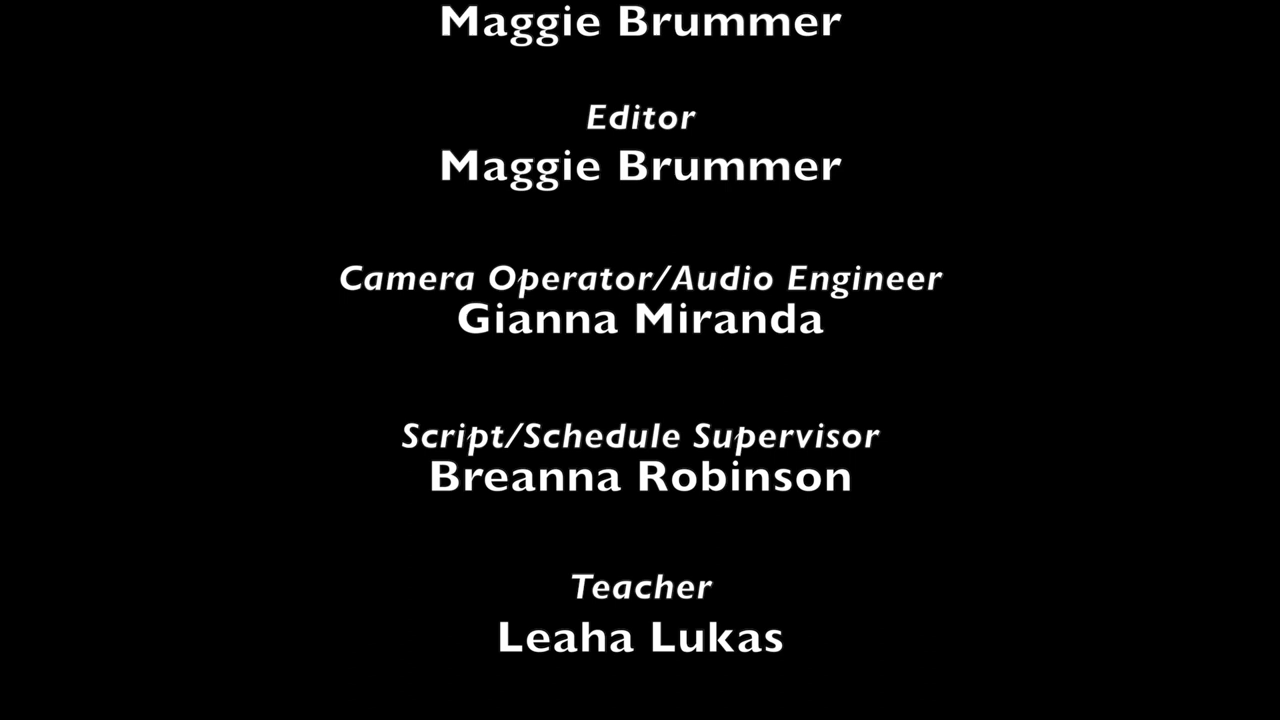 Maggie Brummer
Editor
Maggie Brummer
Camera Operator/Audio Engineer
Gianna Miranda
Script/Schedule Supervisor
Breanna Robinson
Teacher
Leaha Lukas